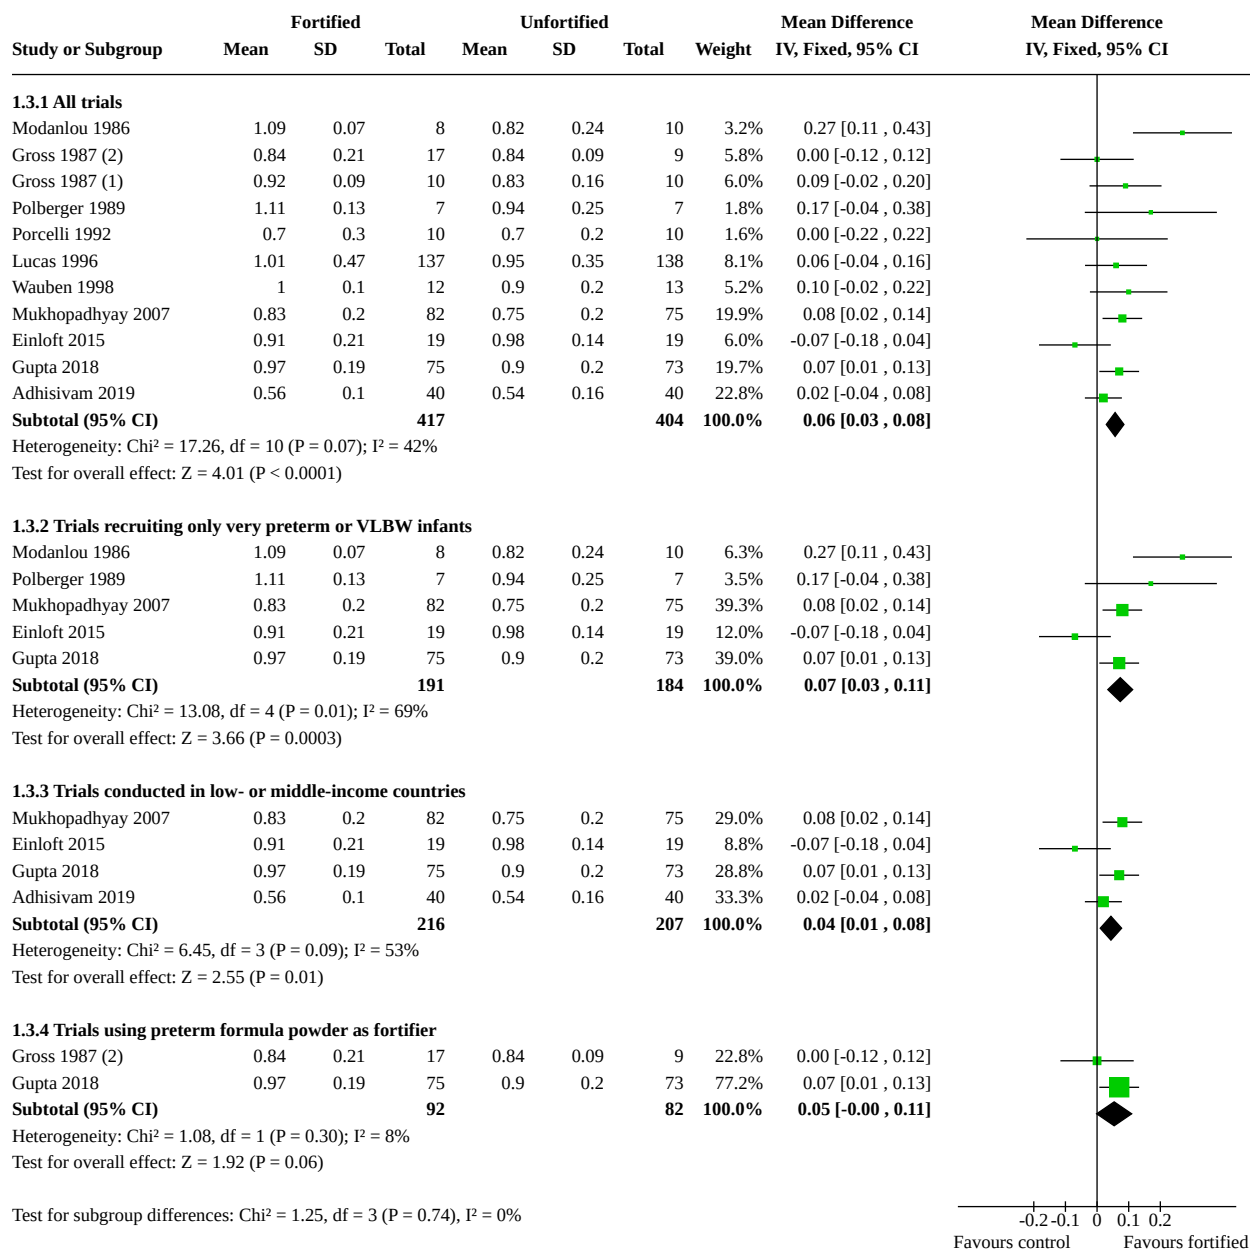 Fortified Unfortified Mean Difference Mean Difference
Study or Subgroup Mean SD Total Mean SD Total Weight IV, Fixed, 95% CI IV, Fixed, 95% CI
1.3.1 All trials
Modanlou 1986 1.09 0.07 8 0.82 0.24 10 3.2% 0.27 [0.11 , 0.43]
Gross 1987 (2) 0.84 0.21 17 0.84 0.09 9 5.8% 0.00 [-0.12 , 0.12]
Gross 1987 (1) 0.92 0.09 10 0.83 0.16 10 6.0% 0.09 [-0.02 , 0.20]
Polberger 1989 1.11 0.13 7 0.94 0.25 7 1.8% 0.17 [-0.04 , 0.38]
Porcelli 1992 0.7 0.3 10 0.7 0.2 10 1.6% 0.00 [-0.22 , 0.22]
Lucas 1996 1.01 0.47 137 0.95 0.35 138 8.1% 0.06 [-0.04 , 0.16]
Wauben 1998 1 0.1 12 0.9 0.2 13 5.2% 0.10 [-0.02 , 0.22]
Mukhopadhyay 2007 0.83 0.2 82 0.75 0.2 75 19.9% 0.08 [0.02 , 0.14]
Einloft 2015 0.91 0.21 19 0.98 0.14 19 6.0% -0.07 [-0.18 , 0.04]
Gupta 2018 0.97 0.19 75 0.9 0.2 73 19.7% 0.07 [0.01 , 0.13]
Adhisivam 2019 0.56 0.1 40 0.54 0.16 40 22.8% 0.02 [-0.04 , 0.08]
Subtotal (95% CI) 417 404 100.0% 0.06 [0.03 , 0.08]
Heterogeneity: Chi² = 17.26, df = 10 (P = 0.07); I² = 42%
Test for overall effect: Z = 4.01 (P < 0.0001)
1.3.2 Trials recruiting only very preterm or VLBW infants
Modanlou 1986 1.09 0.07 8 0.82 0.24 10 6.3% 0.27 [0.11 , 0.43]
Polberger 1989 1.11 0.13 7 0.94 0.25 7 3.5% 0.17 [-0.04 , 0.38]
Mukhopadhyay 2007 0.83 0.2 82 0.75 0.2 75 39.3% 0.08 [0.02 , 0.14]
Einloft 2015 0.91 0.21 19 0.98 0.14 19 12.0% -0.07 [-0.18 , 0.04]
Gupta 2018 0.97 0.19 75 0.9 0.2 73 39.0% 0.07 [0.01 , 0.13]
Subtotal (95% CI) 191 184 100.0% 0.07 [0.03 , 0.11]
Heterogeneity: Chi² = 13.08, df = 4 (P = 0.01); I² = 69%
Test for overall effect: Z = 3.66 (P = 0.0003)
1.3.3 Trials conducted in low- or middle-income countries
Mukhopadhyay 2007 0.83 0.2 82 0.75 0.2 75 29.0% 0.08 [0.02 , 0.14]
Einloft 2015 0.91 0.21 19 0.98 0.14 19 8.8% -0.07 [-0.18 , 0.04]
Gupta 2018 0.97 0.19 75 0.9 0.2 73 28.8% 0.07 [0.01 , 0.13]
Adhisivam 2019 0.56 0.1 40 0.54 0.16 40 33.3% 0.02 [-0.04 , 0.08]
Subtotal (95% CI) 216 207 100.0% 0.04 [0.01 , 0.08]
Heterogeneity: Chi² = 6.45, df = 3 (P = 0.09); I² = 53%
Test for overall effect: Z = 2.55 (P = 0.01)
1.3.4 Trials using preterm formula powder as fortifier
Gross 1987 (2) 0.84 0.21 17 0.84 0.09 9 22.8% 0.00 [-0.12 , 0.12]
Gupta 2018 0.97 0.19 75 0.9 0.2 73 77.2% 0.07 [0.01 , 0.13]
Subtotal (95% CI) 92 82 100.0% 0.05 [-0.00 , 0.11]
Heterogeneity: Chi² = 1.08, df = 1 (P = 0.30); I² = 8%
Test for overall effect: Z = 1.92 (P = 0.06)
Test for subgroup differences: Chi² = 1.25, df = 3 (P = 0.74), I² = 0%
-0.2 -0.1 0 0.1 0.2
Favours control Favours fortified